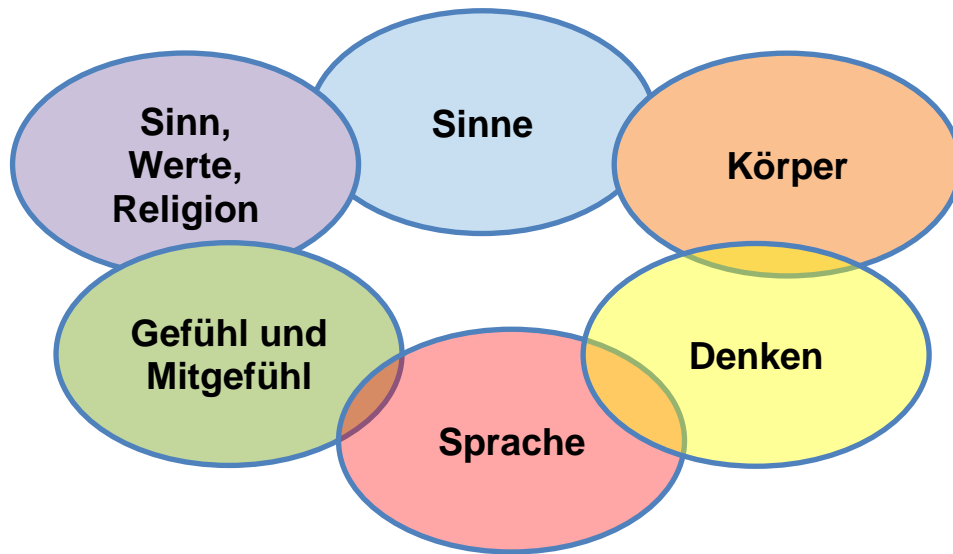 Sinne
Sinn,
Werte,
Religion
Körper
Gefühl und
Mitgefühl
Denken
Sprache